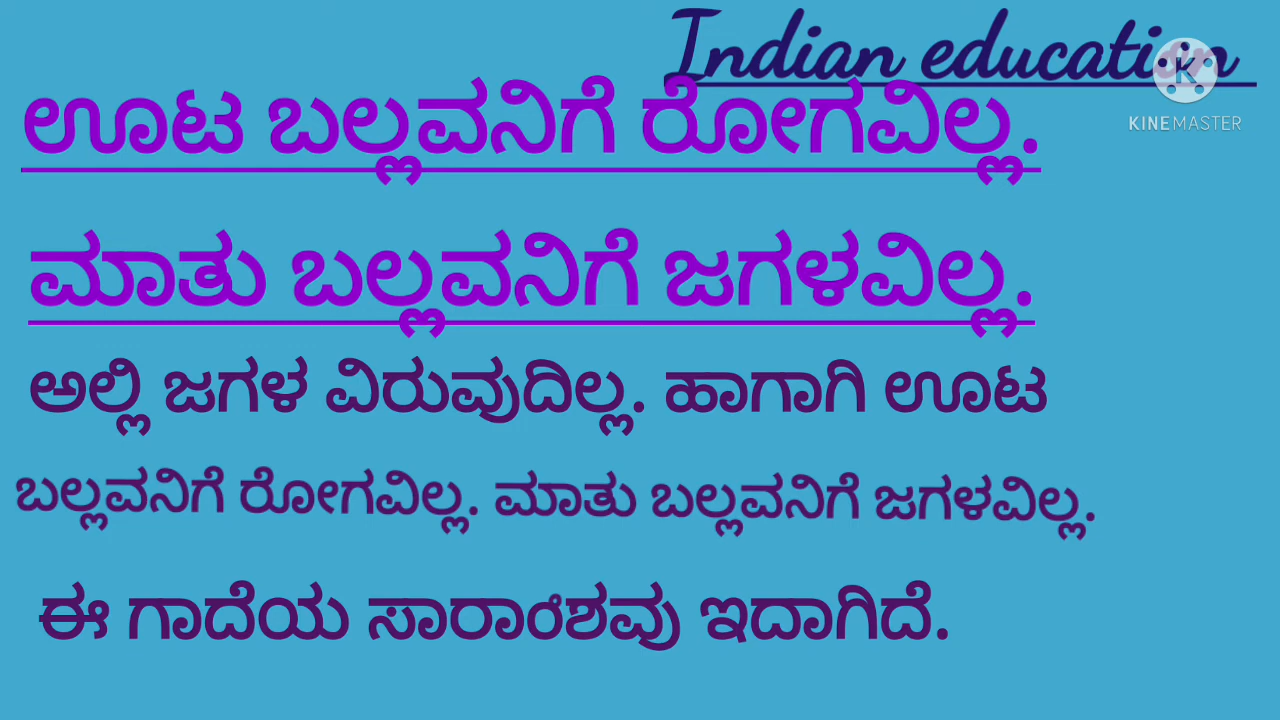 Indian education
KINEMASTER
ಊಟ ಬಲ್ಲವನಿಗೆ ರೋಗವಿಲ್ಲ.
ಮಾತು ಬಲ್ಲವನಿಗೆ ಜಗಳವಿಲ್ಲ.
ಅಲ್ಲಿ ಜಗಳ ವಿರುವುದಿಲ್ಲ. ಹಾಗಾಗಿ ಊಟ
ಬಲ್ಲವನಿಗೆ ರೋಗವಿಲ್ಲ. ಮಾತು ಬಲ್ಲವನಿಗೆ ಜಗಳವಿಲ್ಲ.
ಈ ಗಾದೆಯ ಸಾರಾಂಶವು ಇದಾಗಿದೆ.